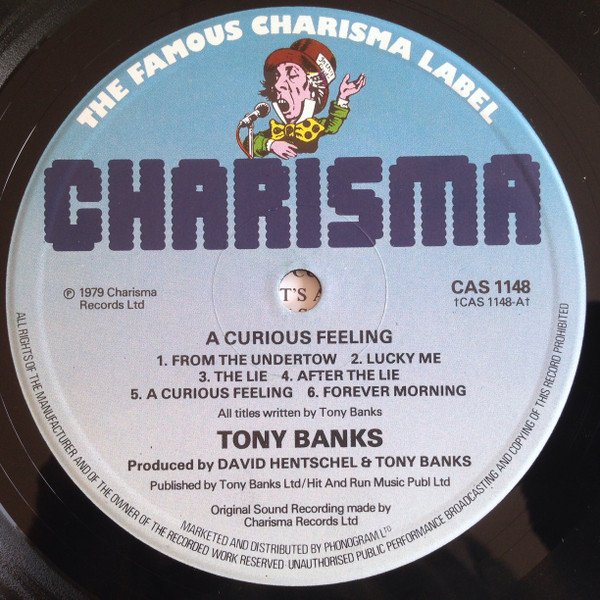 THE FAMOUS CHARISMA LABEL
CHARISMA
℗ 1979 Charisma
Records Ltd
CAS 1148
†CAS 1148-A†
T'S A
A CURIOUS FEELING
1. FROM THE UNDERTOW 2. LUCKY ME
3. THE LIE 4. AFTER THE LIE
5. A CURIOUS FEELING 6. FOREVER MORNING
All titles written by Tony Banks
TONY BANKS
Produced by DAVID HENTSCHEL & TONY BANKS
Published by Tony Banks Ltd/Hit And Run Music Publ Ltd
Original Sound Recording made by
Charisma Records Ltd
MARKETED AND DISTRIBUTED BY PHONOGRAM LTD
ALL RIGHTS OF THE MANUFACTURER AND OF THE OWNER OF THE RECORDED WORK RESERVED·UNAUTHORISED PUBLIC PERFORMANCE BROADCASTING AND COPYING OF THIS RECORD PROHIBITED